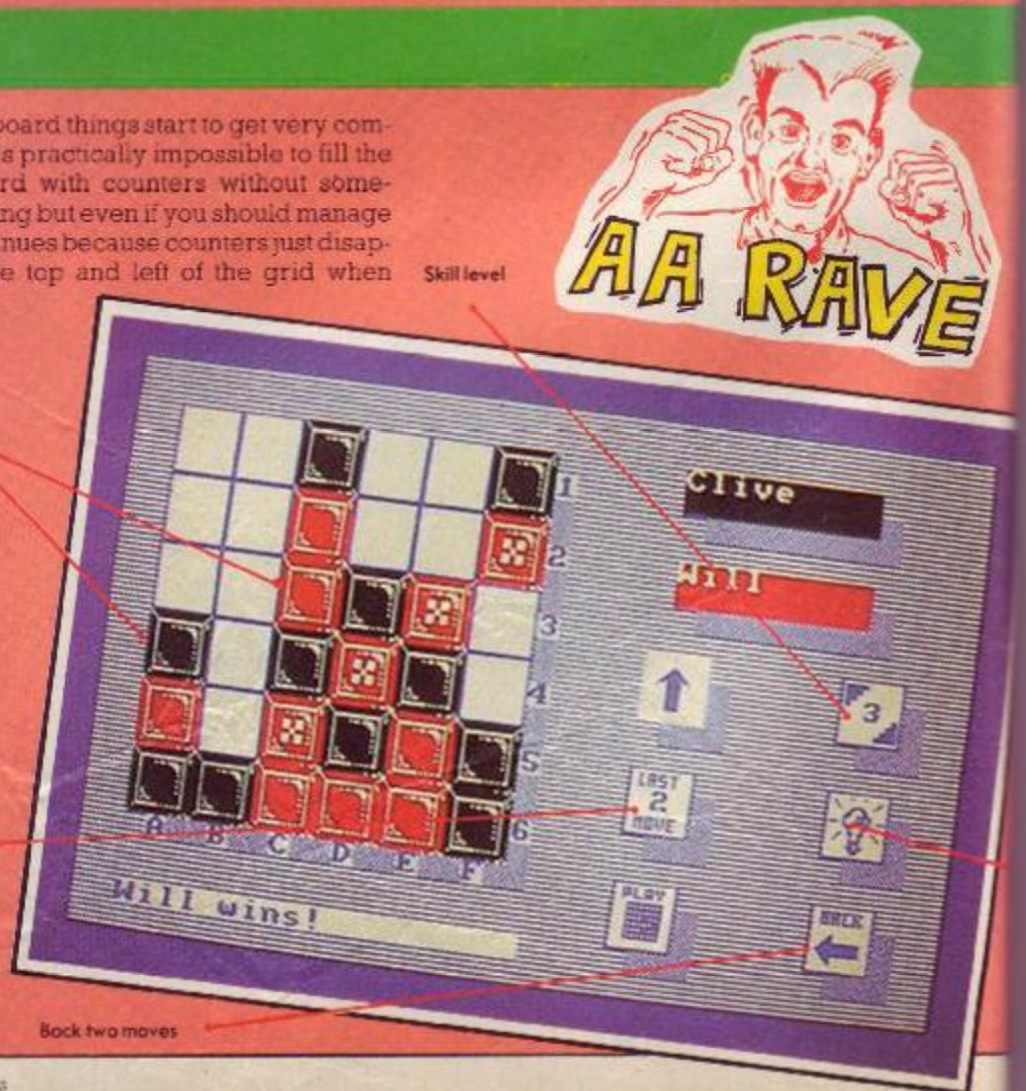 board things start to get very com-
s practically impossible to fill the
rd with counters without some-
ng but even if you should manage
nues because counters just disap-
e top and left of the grid when
Skill level
AA RAVE
Clive
Will
1
2
3
4
5
6
A B C D E F
3
LAST
2
MOVE
PLAY
BACK
Will wins!
Back two moves
s